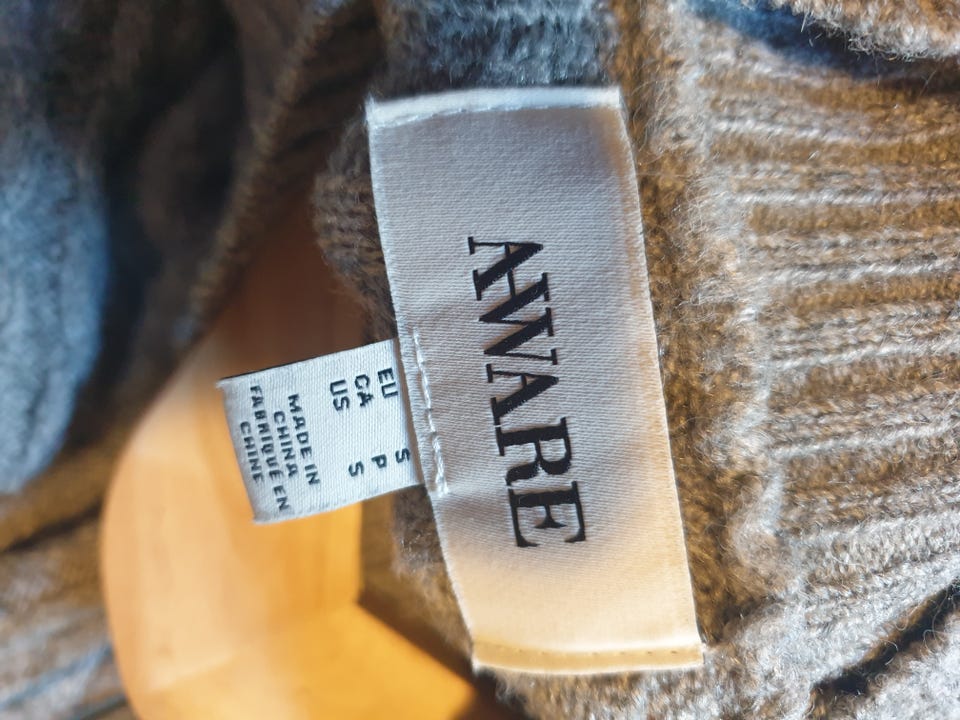 AWARE
EU S
CA P
US S
MADE IN
CHINA
FABRIQUÉ EN
CHINE